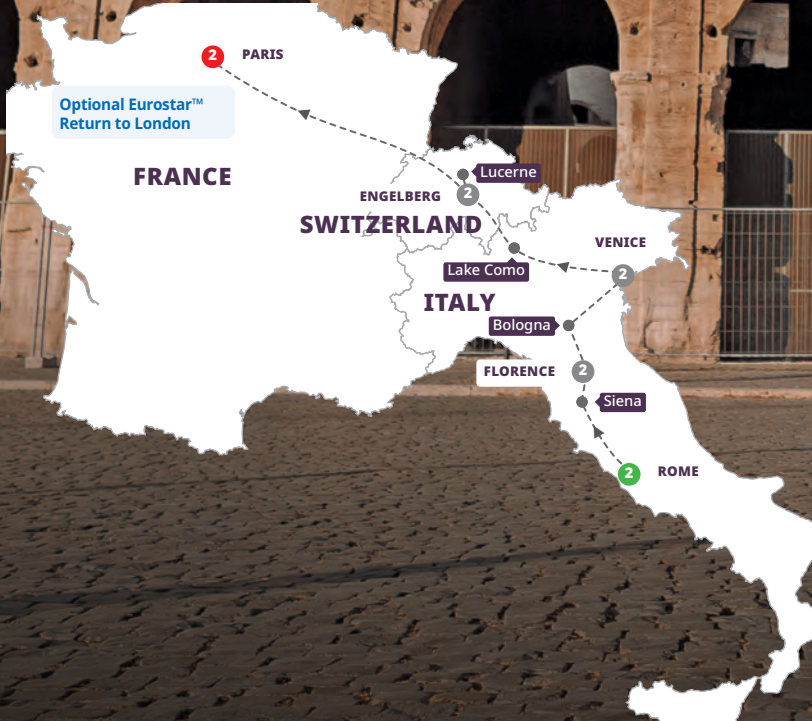 2 PARIS
Optional Eurostar™
Return to London
FRANCE
Lucerne
ENGELBERG 2
SWITZERLAND
VENICE
2
Lake Como
ITALY
Bologna
FLORENCE 2
Siena
2 ROME